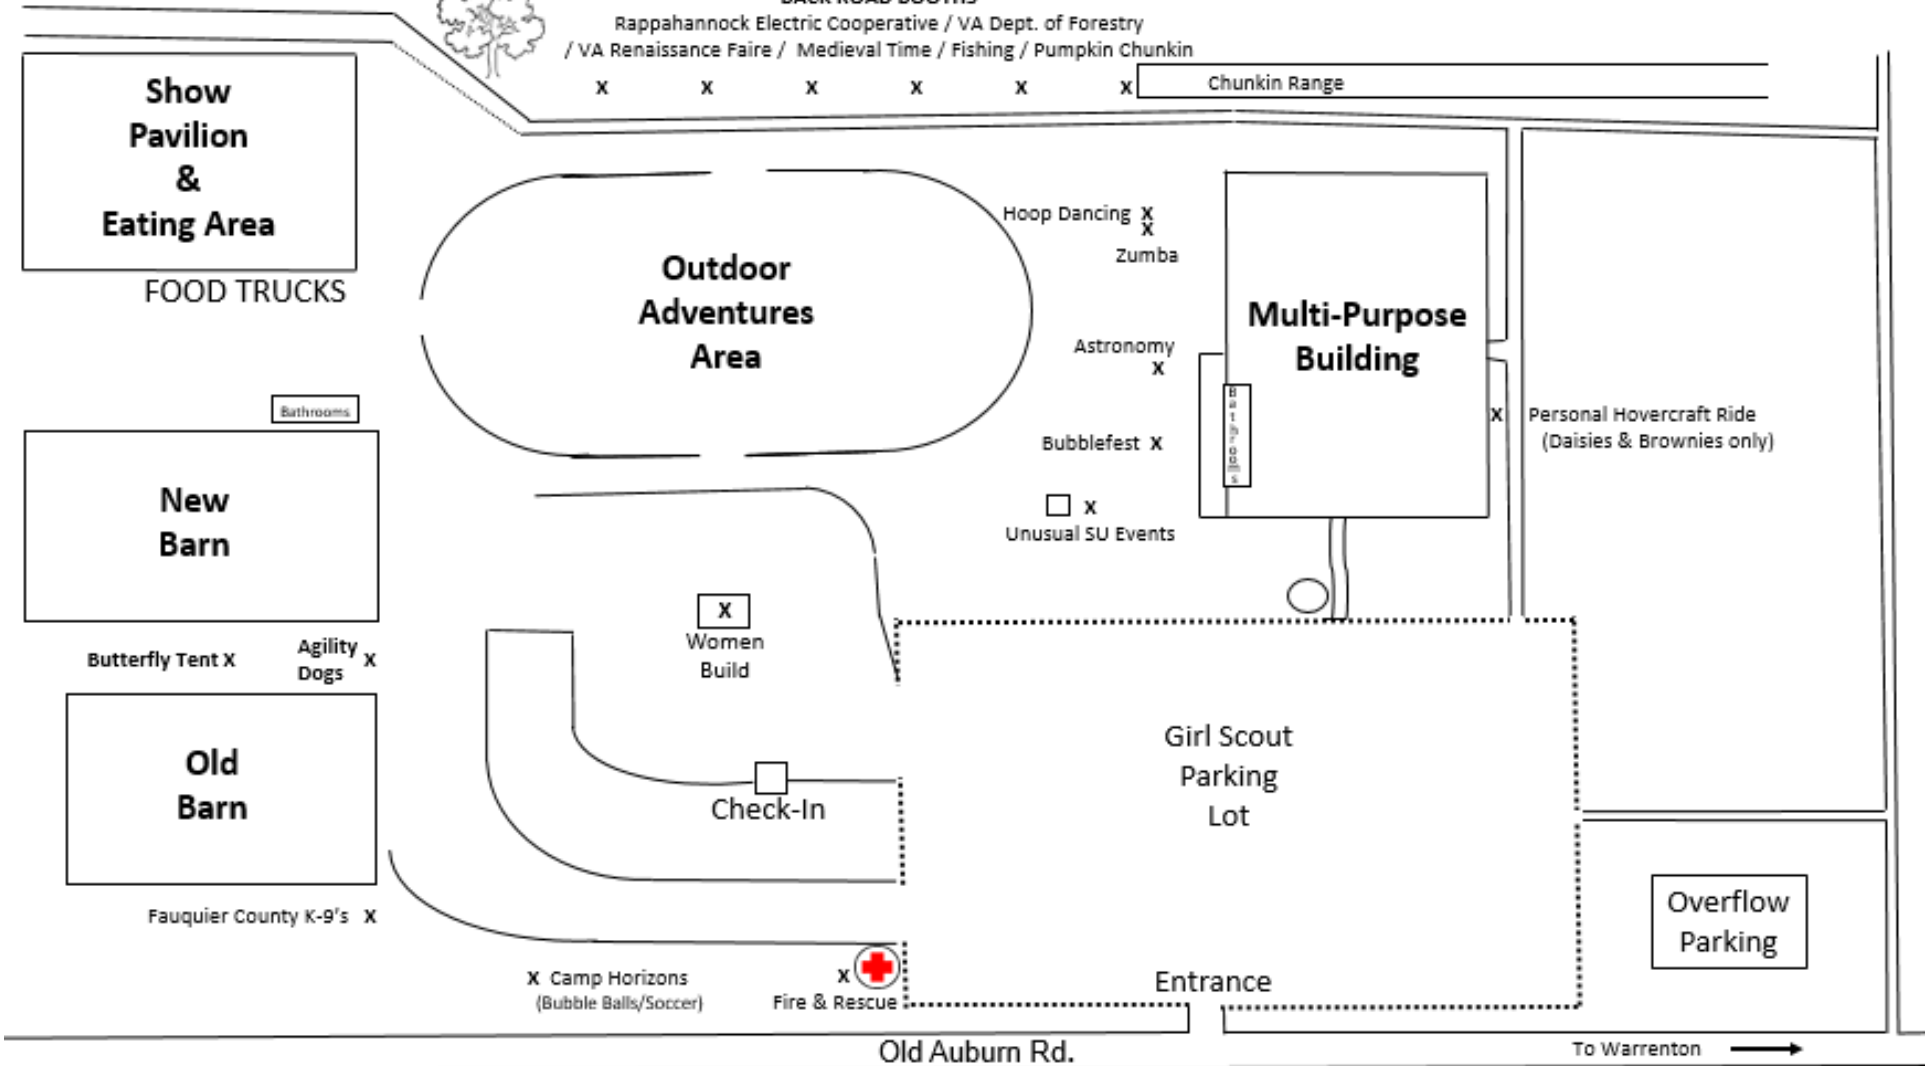 BACK ROAD BOOTHS
Rappahannock Electric Cooperative / VA Dept. of Forestry
/ VA Renaissance Faire / Medieval Time / Fishing / Pumpkin Chunkin
X X X X X X
Chunkin Range
Show
Pavilion
&
Eating Area
FOOD TRUCKS
Outdoor
Adventures
Area
Hoop Dancing X
X
Zumba
Astronomy
X
Bubblefest X
X
Unusual SU Events
Multi-Purpose
Building
Bathrooms
X Personal Hovercraft Ride
(Daisies & Brownies only)
Bathrooms
New
Barn
Butterfly Tent X
Agility
Dogs X
X
Women
Build
Old
Barn
Check-In
Girl Scout
Parking
Lot
Fauquier County K-9's X
X Camp Horizons
(Bubble Balls/Soccer)
X
Fire & Rescue
Entrance
Overflow
Parking
Old Auburn Rd.
To Warrenton